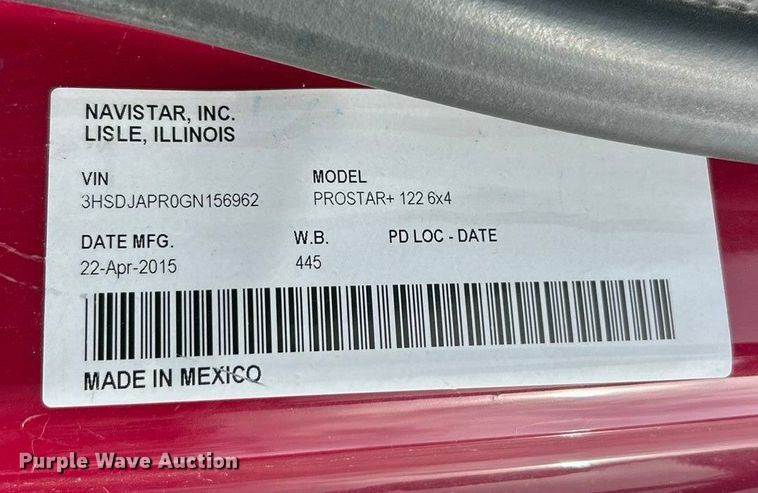 NAVISTAR, INC.
LISLE, ILLINOIS
VIN MODEL
3HSDJAPR0GN156962 PROSTAR+ 122 6x4
DATE MFG. W.B. PD LOC - DATE
22-Apr-2015 445
MADE IN MEXICO
Purple Wave Auction